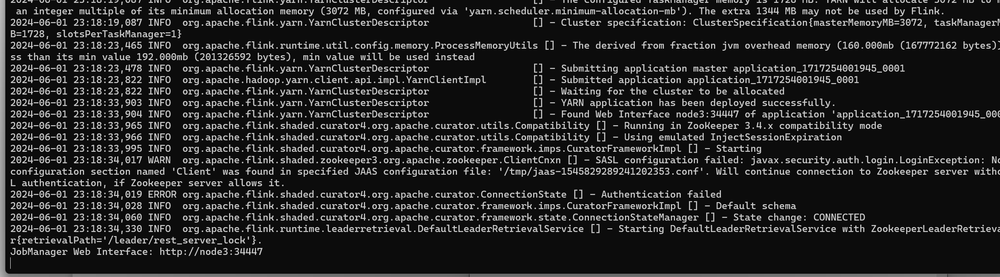 2024-06-01 23:18:19,087 INFO  org.apache.flink.yarn.YarnClusterDescriptor                  [] - The configured TaskManager memory is 1728 MB. YARN will allocate 3072 MB to
 an integer multiple of its minimum allocation memory (3072 MB, configured via 'yarn.scheduler.minimum-allocation-mb'). The extra 1344 MB may not be used by Flink.
2024-06-01 23:18:19,087 INFO  org.apache.flink.yarn.YarnClusterDescriptor                  [] - Cluster specification: ClusterSpecification{masterMemoryMB=3072, taskManagerM
B=1728, slotsPerTaskManager=1}
2024-06-01 23:18:23,465 INFO  org.apache.flink.runtime.util.config.memory.ProcessMemoryUtils [] - The derived from fraction jvm overhead memory (160.000mb (167772162 bytes))
ss than its min value 192.000mb (201326592 bytes), min value will be used instead
2024-06-01 23:18:23,478 INFO  org.apache.flink.yarn.YarnClusterDescriptor                  [] - Submitting application master application_1717254001945_0001
2024-06-01 23:18:23,822 INFO  org.apache.hadoop.yarn.client.api.impl.YarnClientImpl        [] - Submitted application application_1717254001945_0001
2024-06-01 23:18:23,822 INFO  org.apache.flink.yarn.YarnClusterDescriptor                  [] - Waiting for the cluster to be allocated
2024-06-01 23:18:33,903 INFO  org.apache.flink.yarn.YarnClusterDescriptor                  [] - YARN application has been deployed successfully.
2024-06-01 23:18:33,904 INFO  org.apache.flink.yarn.YarnClusterDescriptor                  [] - Found Web Interface node3:34447 of application 'application_1717254001945_000
2024-06-01 23:18:33,965 INFO  org.apache.flink.shaded.curator4.org.apache.curator.utils.Compatibility [] - Running in ZooKeeper 3.4.x compatibility mode
2024-06-01 23:18:33,966 INFO  org.apache.flink.shaded.curator4.org.apache.curator.utils.Compatibility [] - Using emulated InjectSessionExpiration
2024-06-01 23:18:33,995 INFO  org.apache.flink.shaded.curator4.org.apache.curator.framework.imps.CuratorFrameworkImpl [] - Starting
2024-06-01 23:18:34,017 WARN  org.apache.flink.shaded.zookeeper3.org.apache.zookeeper.ClientCnxn [] - SASL configuration failed: javax.security.auth.login.LoginException: No
configuration section named 'Client' was found in specified JAAS configuration file: '/tmp/jaas-1545829289241202353.conf'. Will continue connection to Zookeeper server witho
L authentication, if Zookeeper server allows it.
2024-06-01 23:18:34,019 ERROR org.apache.flink.shaded.curator4.org.apache.curator.ConnectionState [] - Authentication failed
2024-06-01 23:18:34,028 INFO  org.apache.flink.shaded.curator4.org.apache.curator.framework.imps.CuratorFrameworkImpl [] - Default schema
2024-06-01 23:18:34,060 INFO  org.apache.flink.shaded.curator4.org.apache.curator.framework.state.ConnectionStateManager [] - State change: CONNECTED
2024-06-01 23:18:34,330 INFO  org.apache.flink.runtime.leaderretrieval.DefaultLeaderRetrievalService [] - Starting DefaultLeaderRetrievalService with ZookeeperLeaderRetrieva
r{retrievalPath='/leader/rest_server_lock'}.
JobManager Web Interface: http://node3:34447